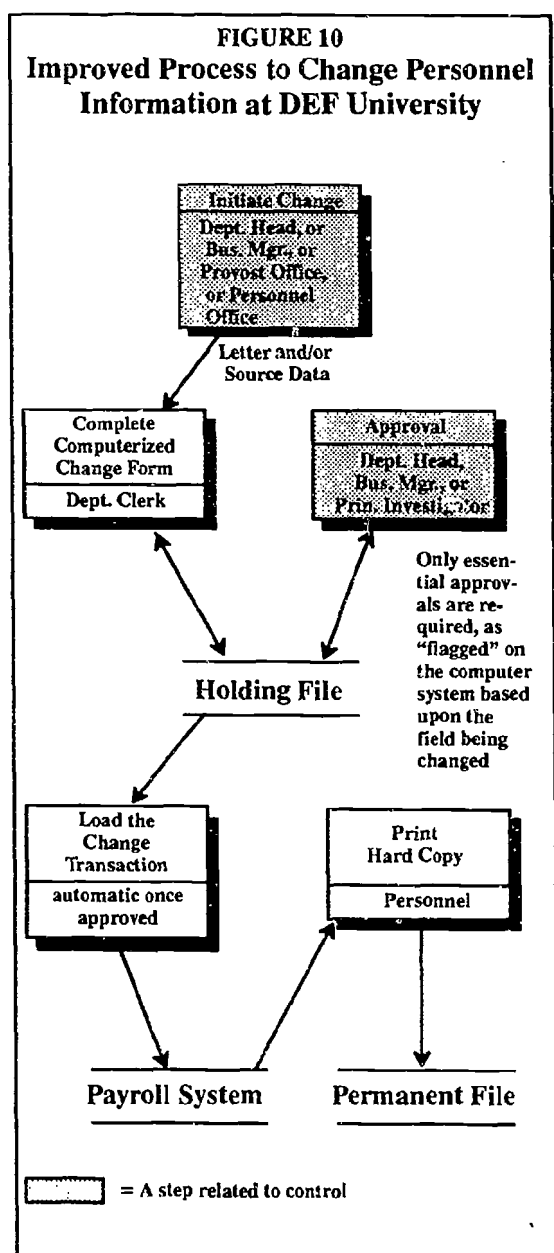 FIGURE 10
Improved Process to Change Personnel
Information at DEF University
Initiate Change
Dept. Head, or
Bus. Mgr., or
Provost Office,
or Personnel
Office
Letter and/or
Source Data
Complete
Computerized
Change Form
Dept. Clerk
Approval
Dept. Head,
Bus. Mgr., or
Prin. Investigator
Only essen-
tial approv-
als are re-
quired, as
"flagged" on
the computer
system based
upon the
field being
changed
Holding File
Load the
Change
Transaction
automatic once
approved
Print
Hard Copy
Personnel
Payroll System
Permanent File
= A step related to control